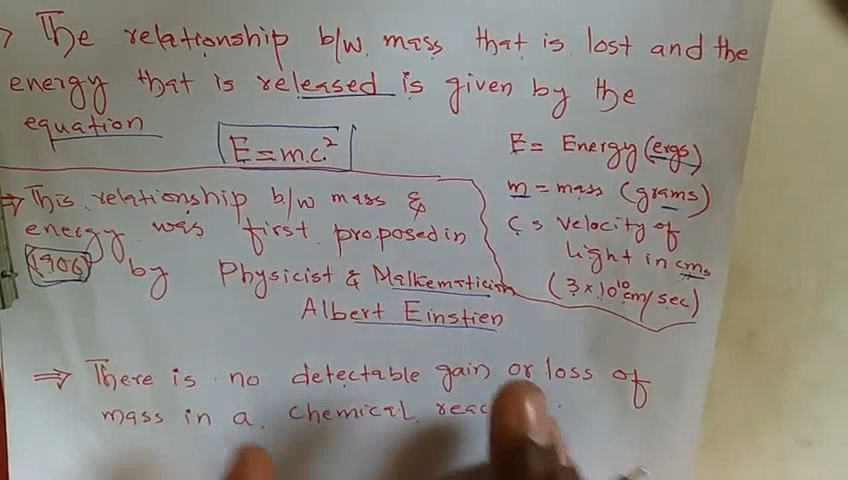 The relationship b/w mass that is lost and the
energy that is released is given by the
equation
E = m.c.²
E = Energy (ergs)
m = mass (grams)
C = Velocity of
light in cms
(3×10¹⁰ cm/sec)
⇒ This relationship b/w mass &
energy was first proposed in
(1906) by Physicist & Malkematician
Albert Einstien
⇒ There is no detectable gain or loss of
mass in a chemical